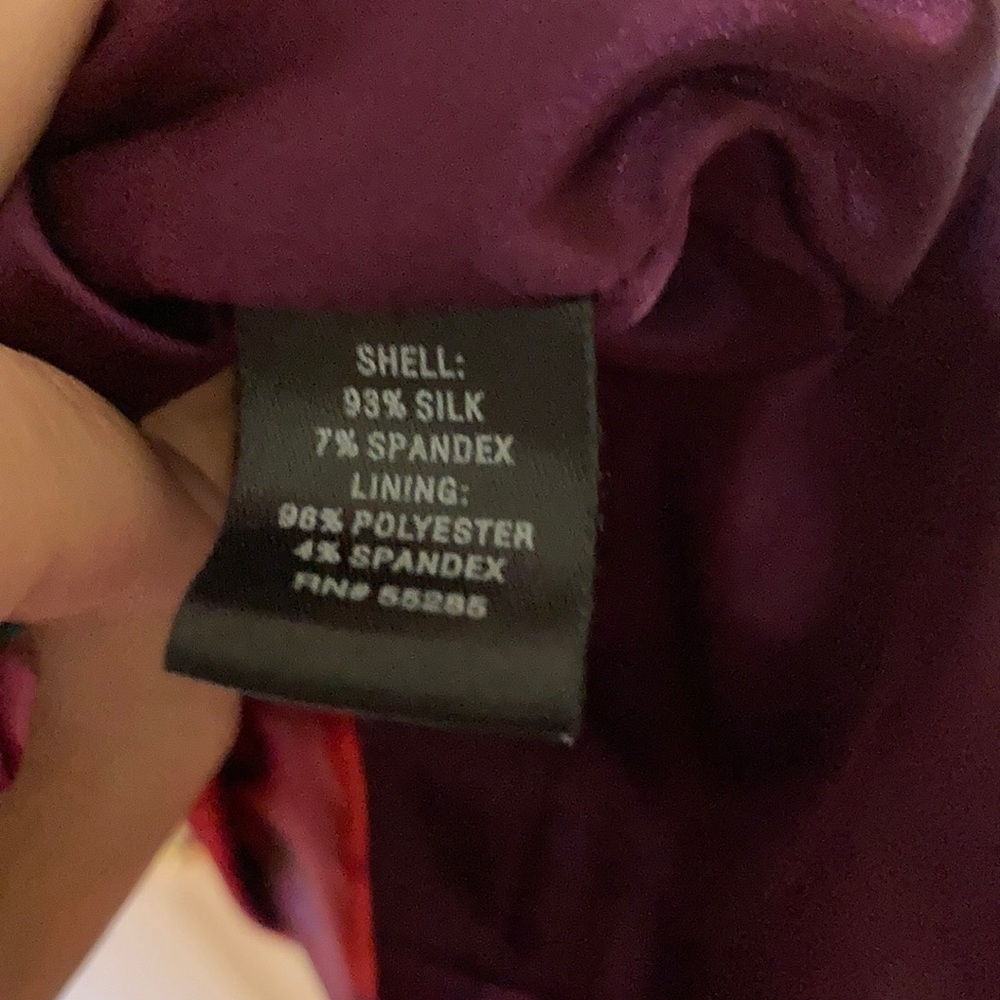 SHELL:
93% SILK
7% SPANDEX
LINING:
96% POLYESTER
4% SPANDEX
RN# 55285